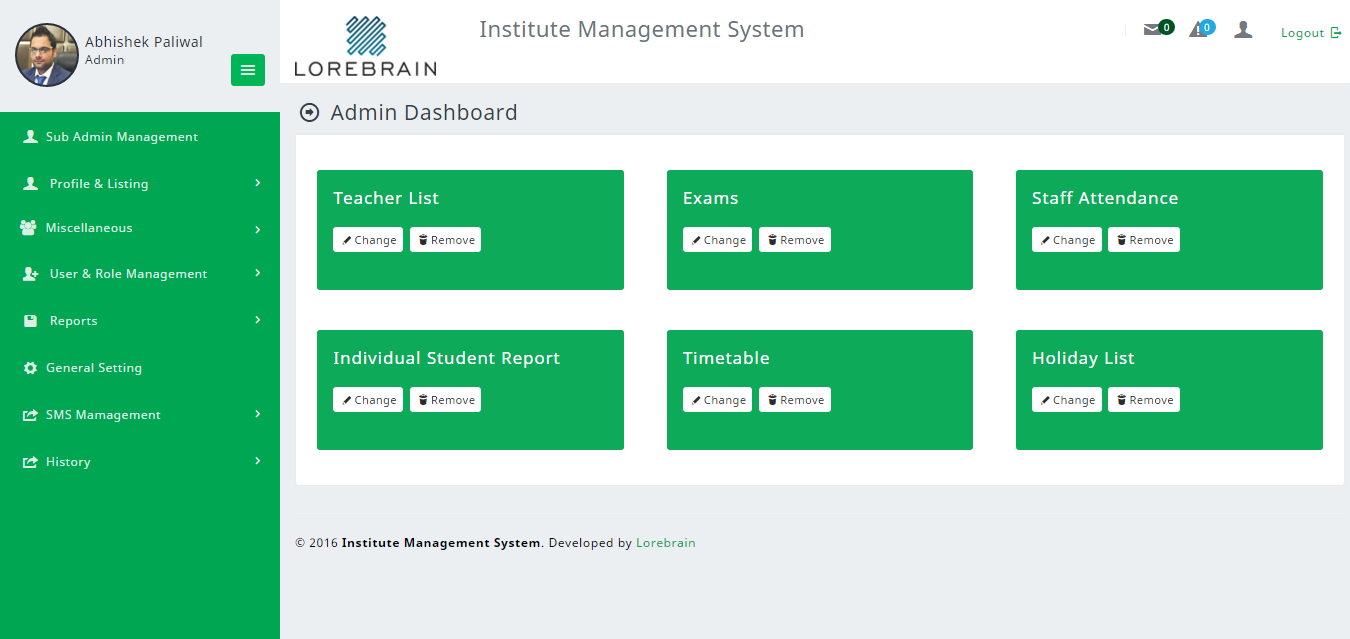 Abhishek Paliwal
Admin
LOREBRAIN
Institute Management System
0
0
Logout
Sub Admin Management
Profile & Listing
Miscellaneous
User & Role Management
Reports
General Setting
SMS Mamagement
History
Admin Dashboard
Teacher List
Change Remove
Exams
Change Remove
Staff Attendance
Change Remove
Individual Student Report
Change Remove
Timetable
Change Remove
Holiday List
Change Remove
© 2016 Institute Management System. Developed by Lorebrain